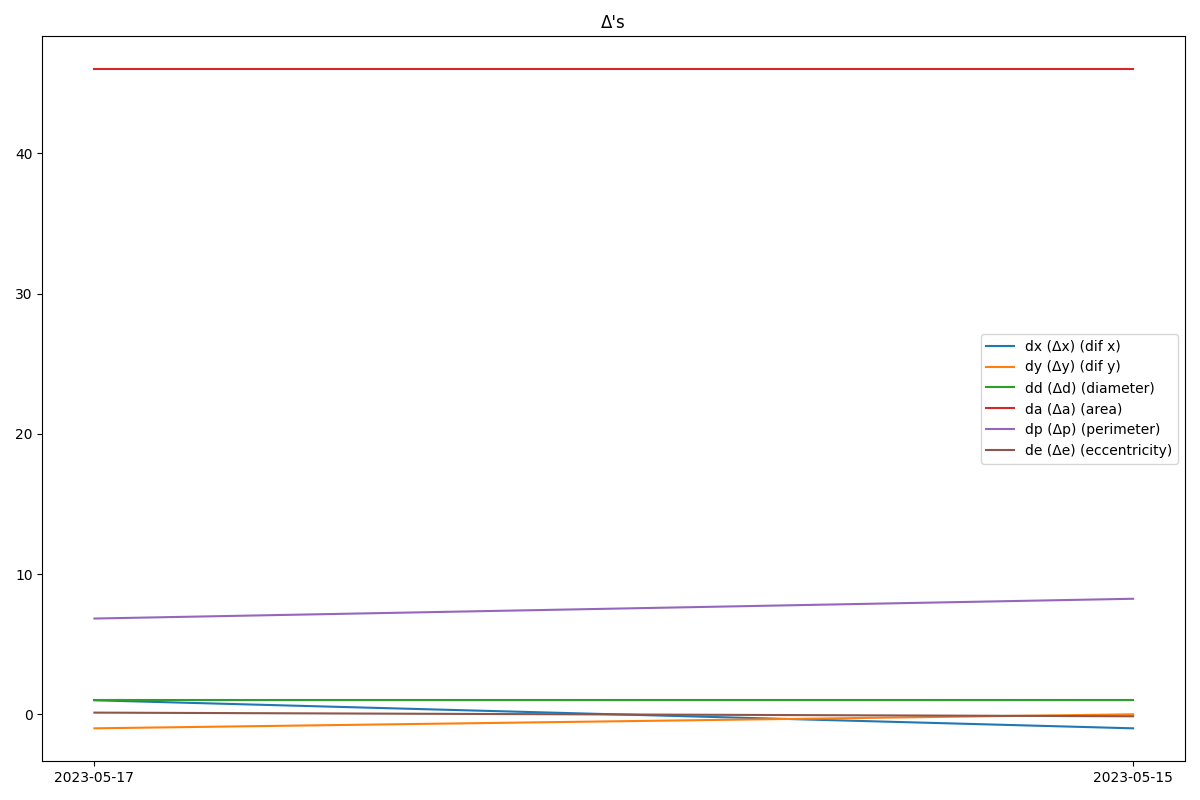 Δ's
40
30
20
10
0
dx (Δx) (dif x)
dy (Δy) (dif y)
dd (Δd) (diameter)
da (Δa) (area)
dp (Δp) (perimeter)
de (Δe) (eccentricity)
2023-05-17
2023-05-15